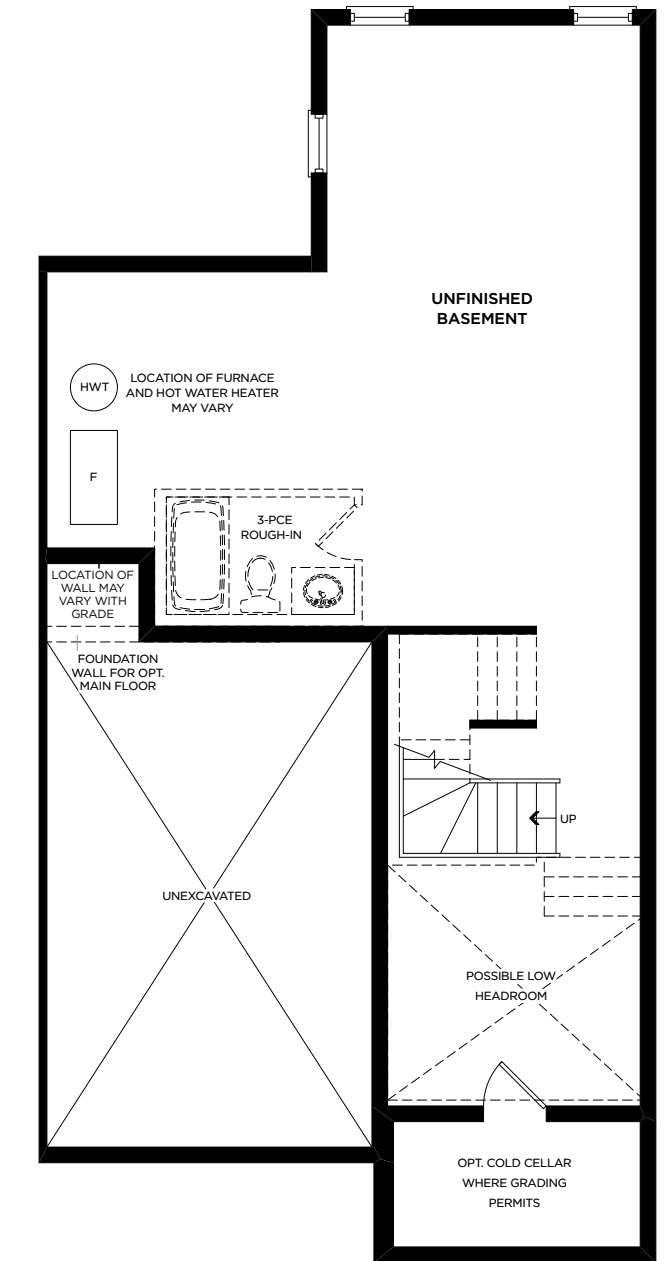 UNFINISHED
BASEMENT
HWT
LOCATION OF FURNACE
AND HOT WATER HEATER
MAY VARY
F
3-PCE
ROUGH-IN
LOCATION OF
WALL MAY
VARY WITH
GRADE
FOUNDATION
WALL FOR OPT.
MAIN FLOOR
UP
UNEXCAVATED
POSSIBLE LOW
HEADROOM
OPT. COLD CELLAR
WHERE GRADING
PERMITS